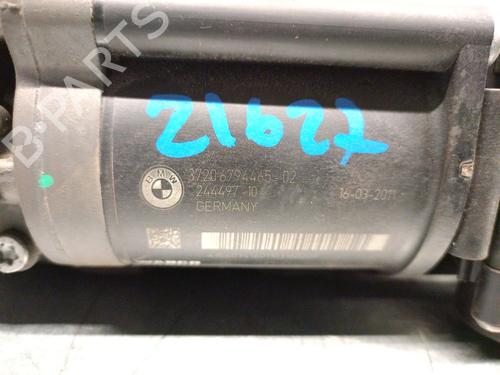 B-PARTS
21627
BMW
3720 6794465-02
244497-10
16-03-2011
GERMANY